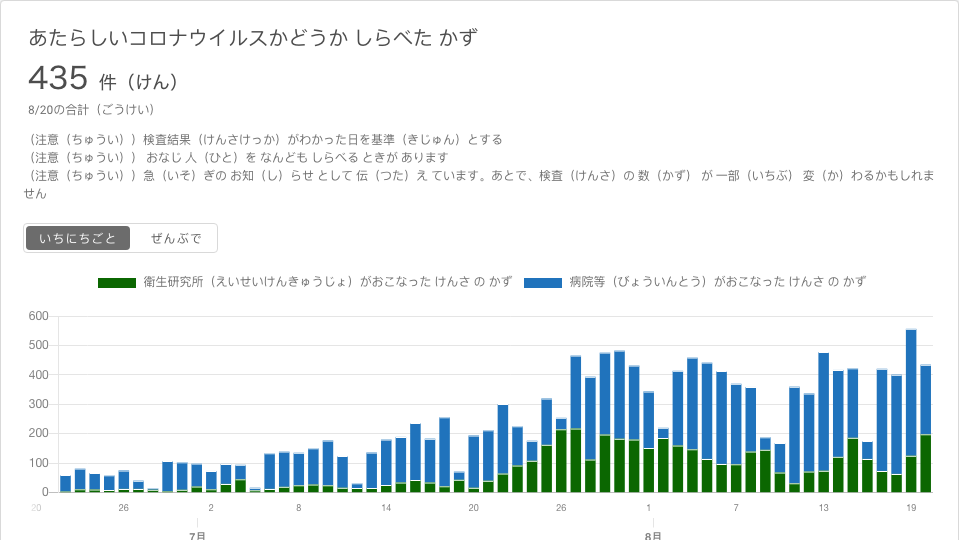 あたらしいコロナウイルスかどうか しらべた かず
435 件（けん）
8/20の合計（ごうけい）
（注意（ちゅうい））検査結果（けんさけっか）がわかった日を基準（きじゅん）とする
（注意（ちゅうい）） おなじ 人（ひと）を なんども しらべる ときが あります
（注意（ちゅうい））急（いそ）ぎの お知（し）らせ として 伝（つた）え ています。あとで、検査（けんさ）の 数（かず） が 一部（いちぶ） 変（か）わるかもしれま
せん
いちにちごと ぜんぶで
衛生研究所（えいせいけんきゅうじょ）がおこなった けんさ の かず 病院等（びょういんとう）がおこなった けんさ の かず
600
500
400
300
200
100
0
20 26 2 8 14 20 26 1 7 13 19
7月 8月